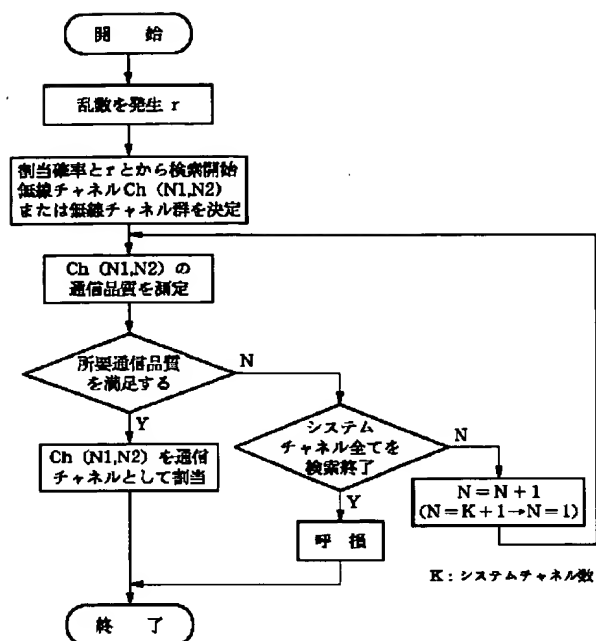 開　始
乱数を発生 r
割当確率とrとから検索開始
無線チャネルCh (N1,N2)
または無線チャネル群を決定
Ch (N1,N2) の
通信品質を測定
所要通信品質
を満足する
N
Y
システム
チャネル全てを
検索終了
N
Y
Ch (N1,N2) を通信
チャネルとして割当
N=N+1
(N=K+1→N=1)
呼　損
K：システムチャネル数
終　了